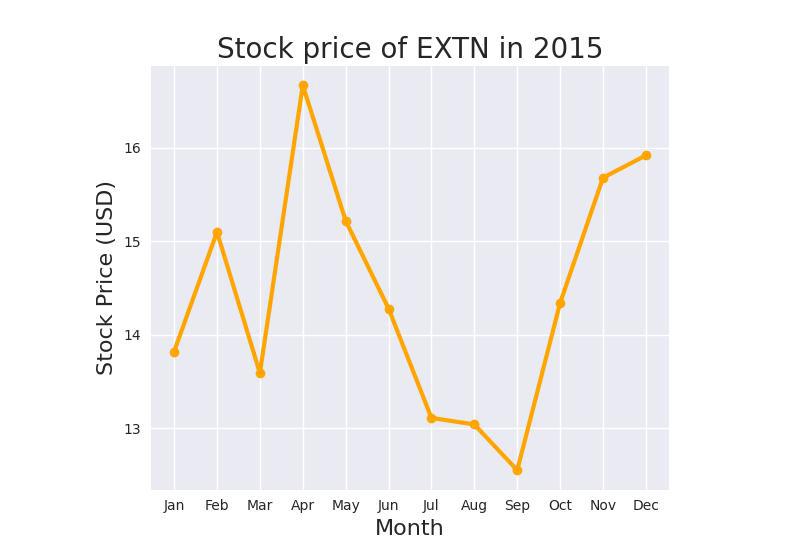 Stock price of EXTN in 2015
Stock Price (USD)
16
15
14
13
Jan Feb Mar Apr May Jun Jul Aug Sep Oct Nov Dec
Month